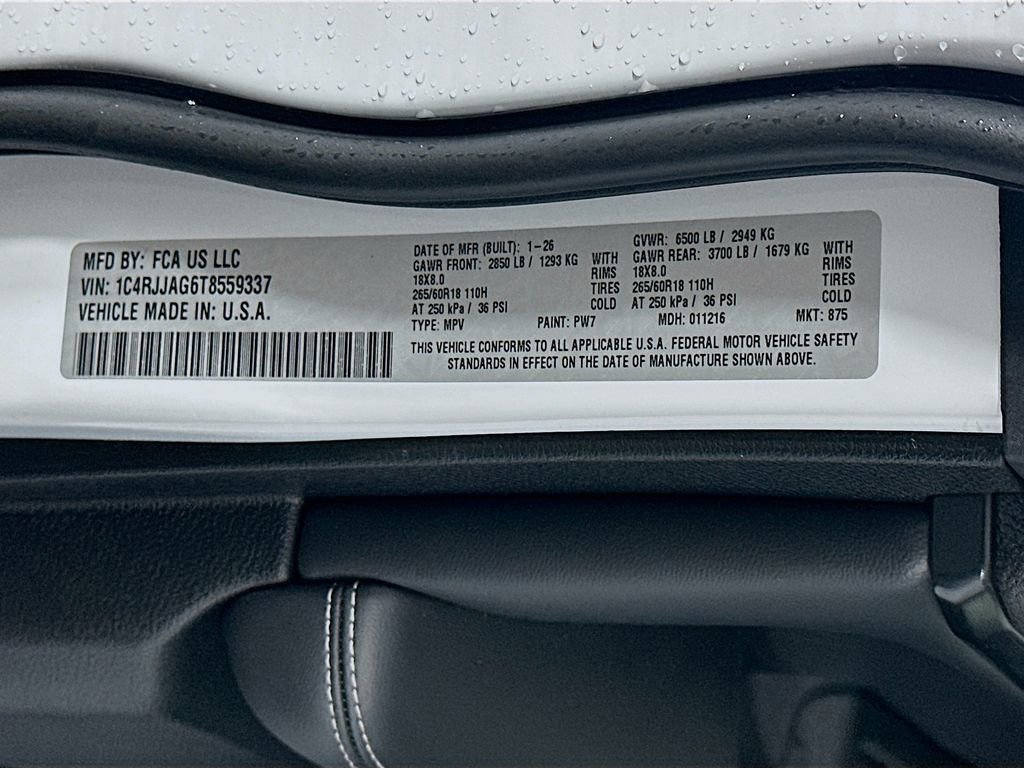 MFD BY: FCA US LLC
VIN: 1C4RJJAG6T8559337
VEHICLE MADE IN: U.S.A.
DATE OF MFR (BUILT): 1-26
GAWR FRONT: 2850 LB / 1293 KG WITH
18X8.0 RIMS
265/60R18 110H TIRES
AT 250 kPa / 36 PSI COLD
GVWR: 6500 LB / 2949 KG
GAWR REAR: 3700 LB / 1679 KG WITH
18X8.0 RIMS
265/60R18 110H TIRES
AT 250 kPa / 36 PSI COLD
TYPE: MPV PAINT: PW7 MDH: 011216 MKT: 875
THIS VEHICLE CONFORMS TO ALL APPLICABLE U.S.A. FEDERAL MOTOR VEHICLE SAFETY
STANDARDS IN EFFECT ON THE DATE OF MANUFACTURE SHOWN ABOVE.